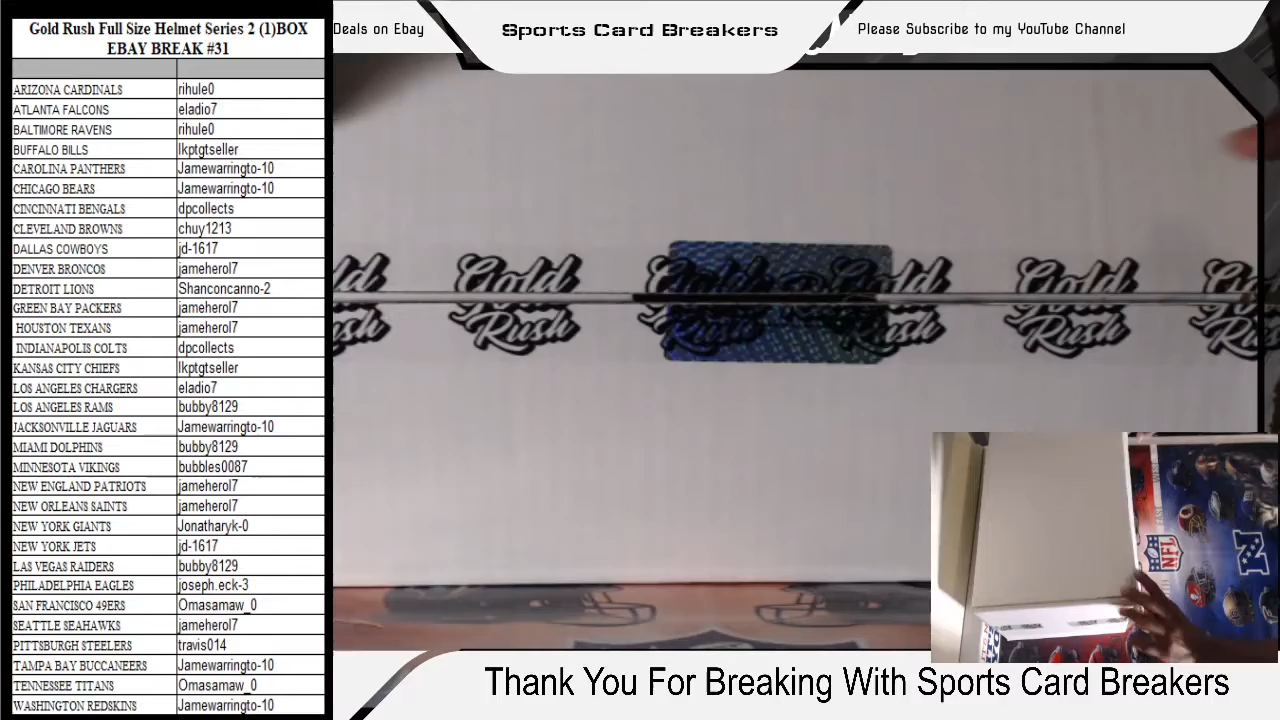 Gold Rush Full Size Helmet Series 2 (1)BOX
EBAY BREAK #31
ARIZONA CARDINALS rihule0
ATLANTA FALCONS eladio7
BALTIMORE RAVENS rihule0
BUFFALO BILLS lkptgtseller
CAROLINA PANTHERS Jamewarringto-10
CHICAGO BEARS Jamewarringto-10
CINCINNATI BENGALS dpcollects
CLEVELAND BROWNS chuy1213
DALLAS COWBOYS jd-1617
DENVER BRONCOS jameherol7
DETROIT LIONS Shanconcanno-2
GREEN BAY PACKERS jameherol7
HOUSTON TEXANS jameherol7
INDIANAPOLIS COLTS dpcollects
KANSAS CITY CHIEFS lkptgtseller
LOS ANGELES CHARGERS eladio7
LOS ANGELES RAMS bubby8129
JACKSONVILLE JAGUARS Jamewarringto-10
MIAMI DOLPHINS bubby8129
MINNESOTA VIKINGS bubbles0087
NEW ENGLAND PATRIOTS jameherol7
NEW ORLEANS SAINTS jameherol7
NEW YORK GIANTS Jonatharyk-0
NEW YORK JETS jd-1617
LAS VEGAS RAIDERS bubby8129
PHILADELPHIA EAGLES joseph.eck-3
SAN FRANCISCO 49ERS Omasamaw_0
SEATTLE SEAHAWKS jameherol7
PITTSBURGH STEELERS travis014
TAMPA BAY BUCCANEERS Jamewarringto-10
TENNESSEE TITANS Omasamaw_0
WASHINGTON REDSKINS Jamewarringto-10
Deals on Ebay
Sports Card Breakers
Please Subscribe to my YouTube Channel
Gold Rush
Gold Rush
Gold Rush
Gold Rush
NFL
N
Thank You For Breaking With Sports Card Breakers